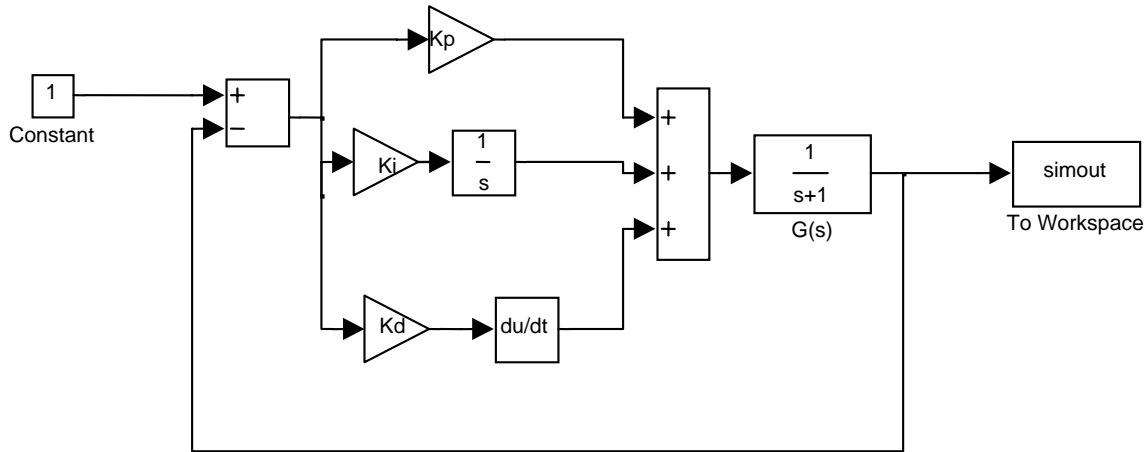 Kp
1
Constant
+
−
Ki
1
s
Kd
du/dt
+
+
+
1
s+1
G(s)
simout
To Workspace